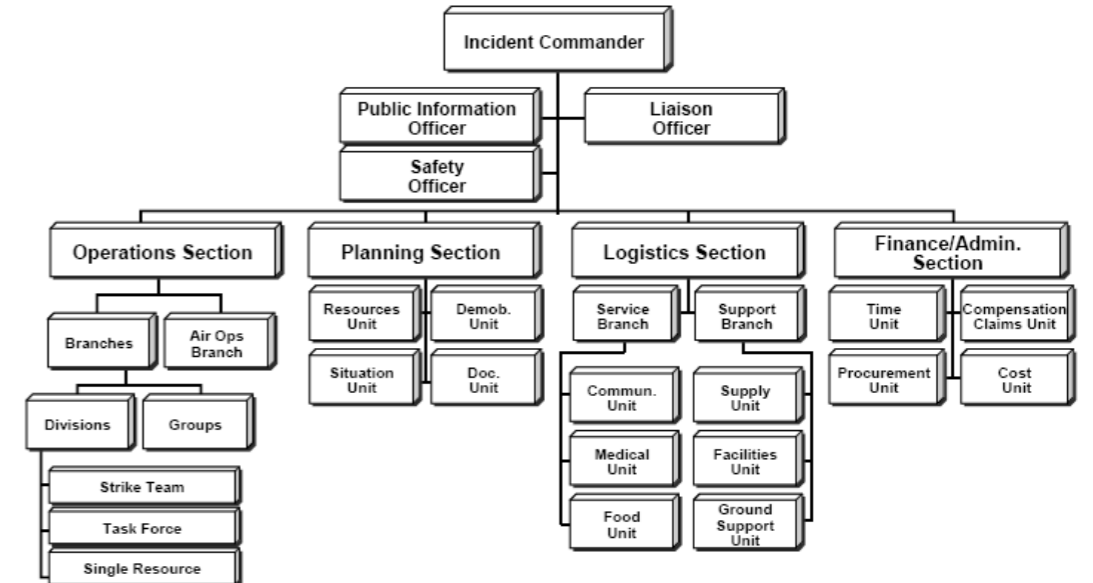 Incident Commander
Public Information
Officer
Liaison
Officer
Safety
Officer
Operations Section
Planning Section
Logistics Section
Finance/Admin.
Section
Branches
Air Ops
Branch
Divisions
Groups
Strike Team
Task Force
Single Resource
Resources
Unit
Demob.
Unit
Situation
Unit
Doc.
Unit
Service
Branch
Support
Branch
Commun.
Unit
Supply
Unit
Medical
Unit
Facilities
Unit
Food
Unit
Ground
Support
Unit
Time
Unit
Compensation
Claims Unit
Procurement
Unit
Cost
Unit